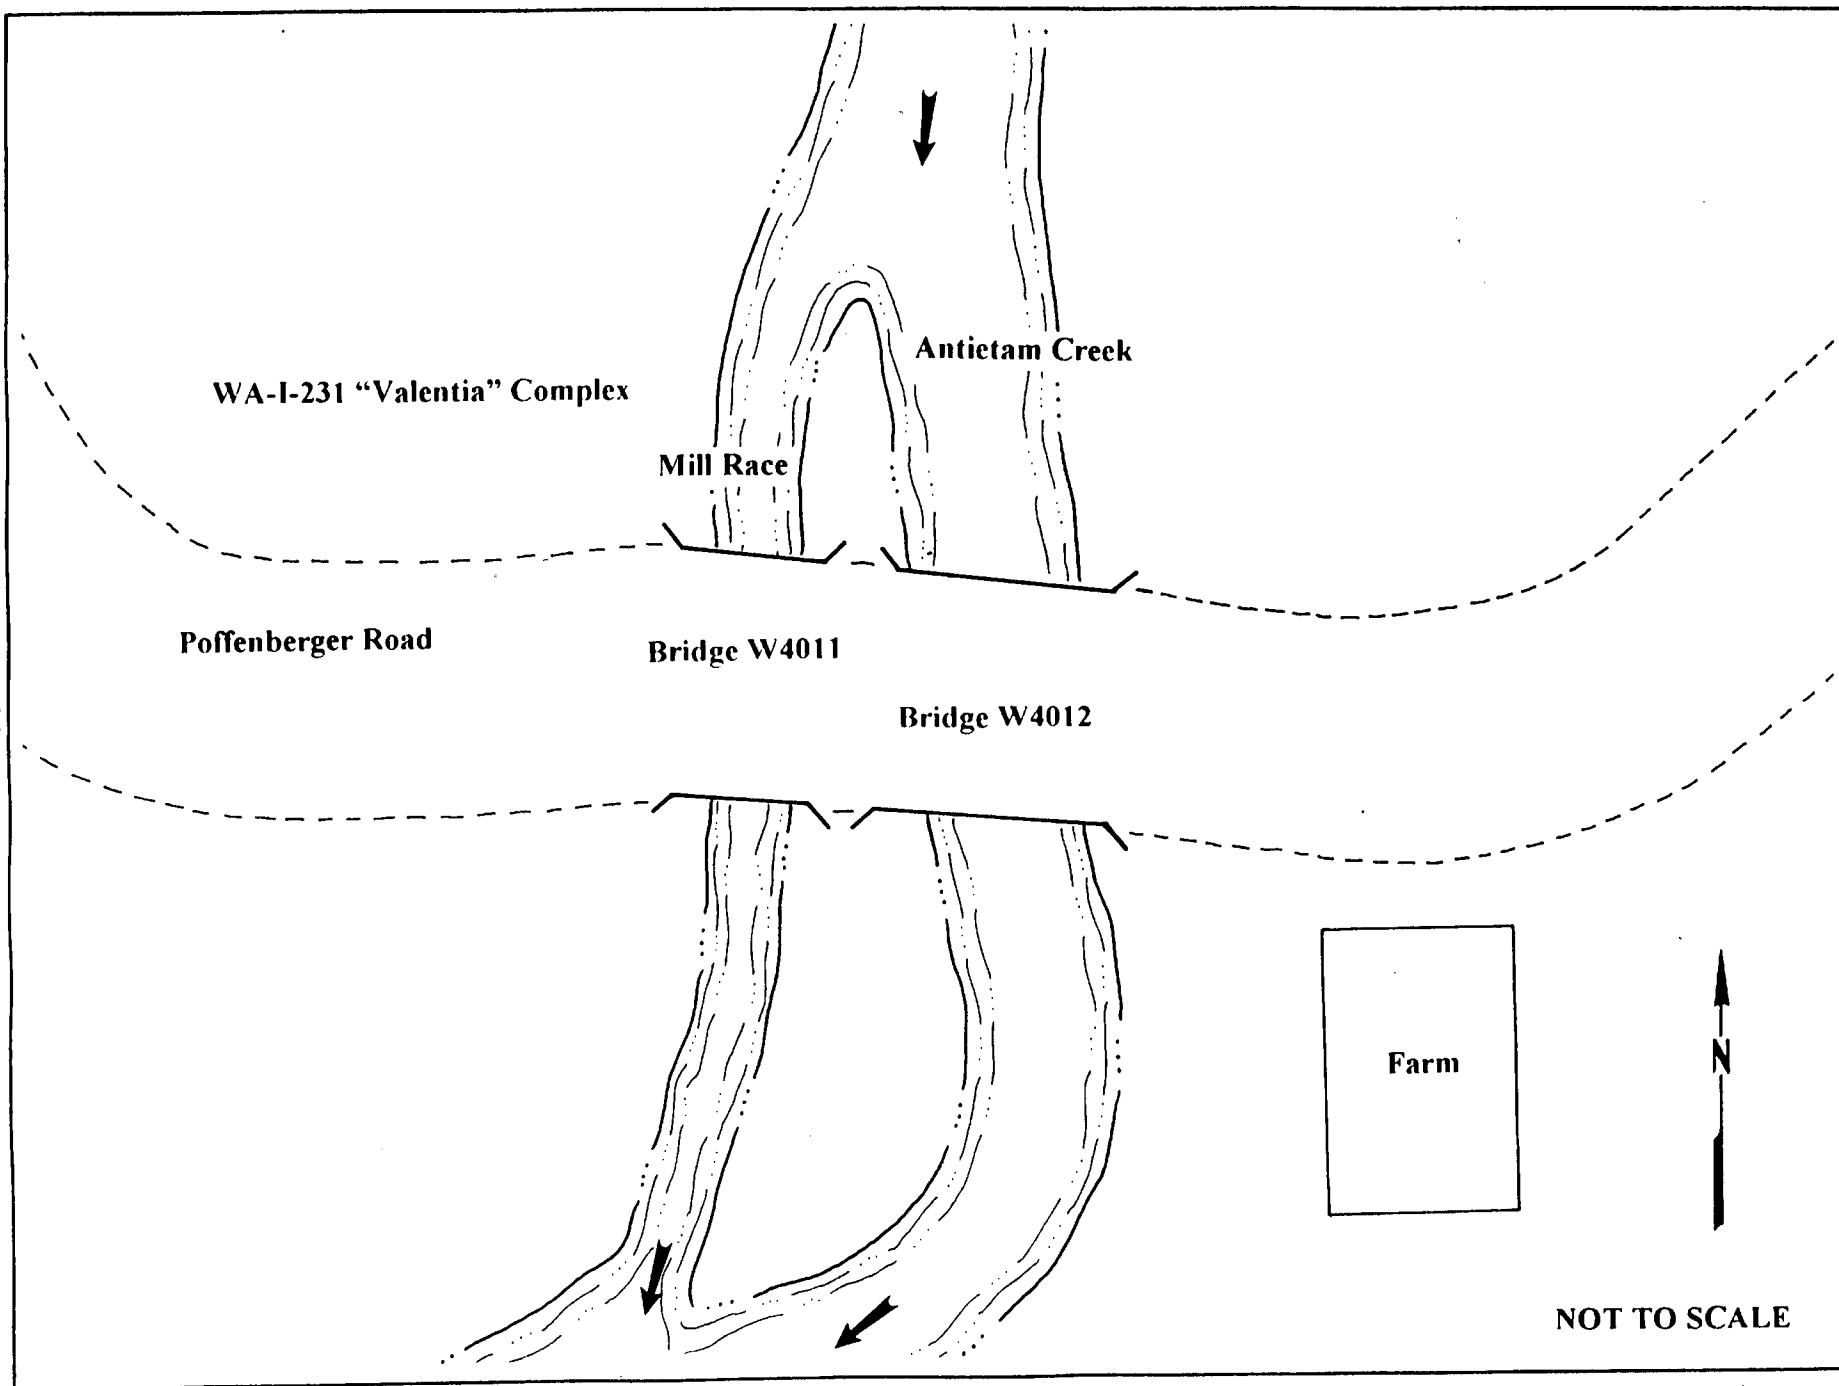 Antietam Creek
WA-I-231 “Valentia” Complex
Mill Race
Poffenberger Road
Bridge W4011
Bridge W4012
Farm
N
NOT TO SCALE